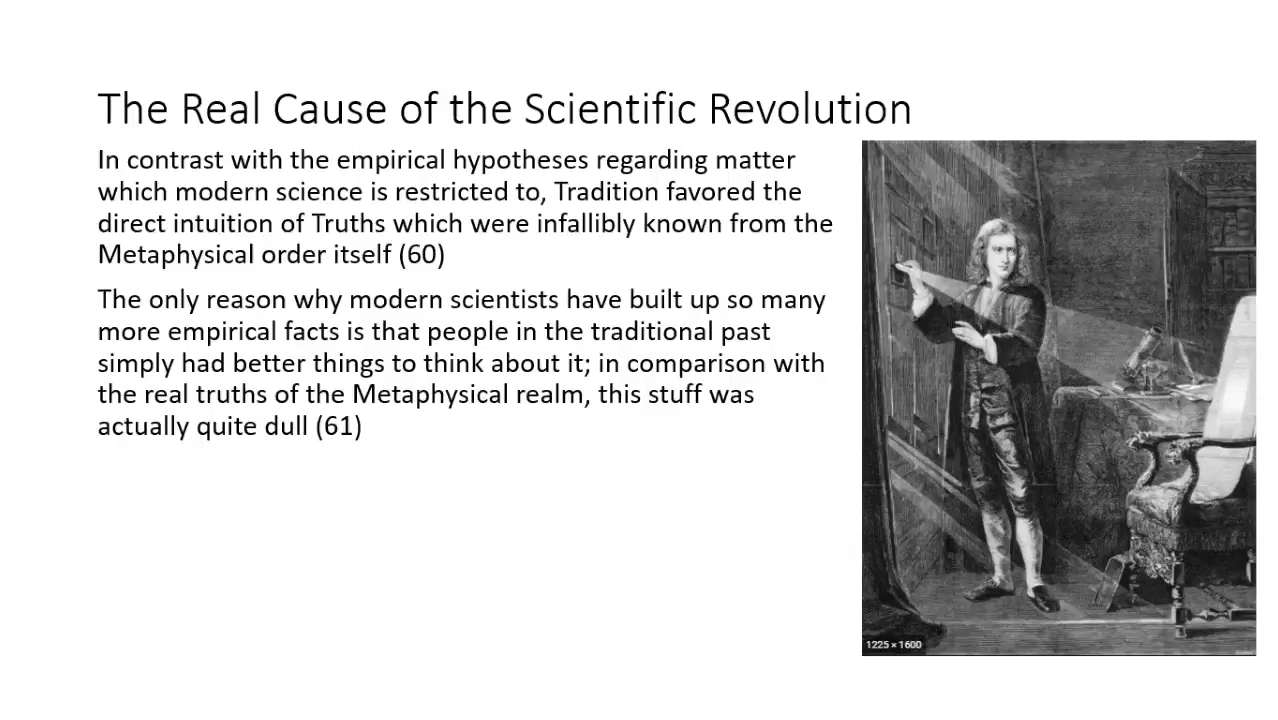 The Real Cause of the Scientific Revolution
In contrast with the empirical hypotheses regarding matter
which modern science is restricted to, Tradition favored the
direct intuition of Truths which were infallibly known from the
Metaphysical order itself (60)
The only reason why modern scientists have built up so many
more empirical facts is that people in the traditional past
simply had better things to think about it; in comparison with
the real truths of the Metaphysical realm, this stuff was
actually quite dull (61)
1225 × 1600